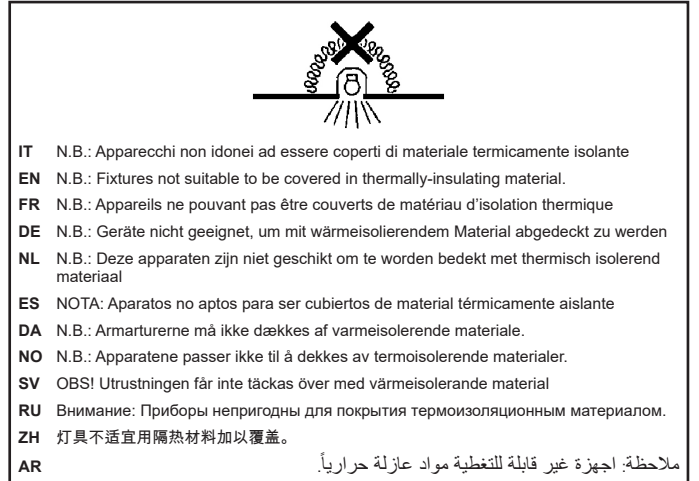 IT N.B.: Apparecchi non idonei ad essere coperti di materiale termicamente isolante
EN N.B.: Fixtures not suitable to be covered in thermally-insulating material.
FR N.B.: Appareils ne pouvant pas être couverts de matériau d’isolation thermique
DE N.B.: Geräte nicht geeignet, um mit wärmeisolierendem Material abgedeckt zu werden
NL N.B.: Deze apparaten zijn niet geschikt om te worden bedekt met thermisch isolerend
materiaal
ES NOTA: Aparatos no aptos para ser cubiertos de material térmicamente aislante
DA N.B.: Armarturerne må ikke dækkes af varmeisolerende materiale.
NO N.B.: Apparatene passer ikke til å dekkes av termoisolerende materialer.
SV OBS! Utrustningen får inte täckas över med värmeisolerande material
RU Внимание: Приборы непригодны для покрытия термоизоляционным материалом.
ZH 灯具不适宜用隔热材料加以覆盖。
AR ملاحظة: اجهزة غير قابلة للتغطية مواد عازلة حرارياً.